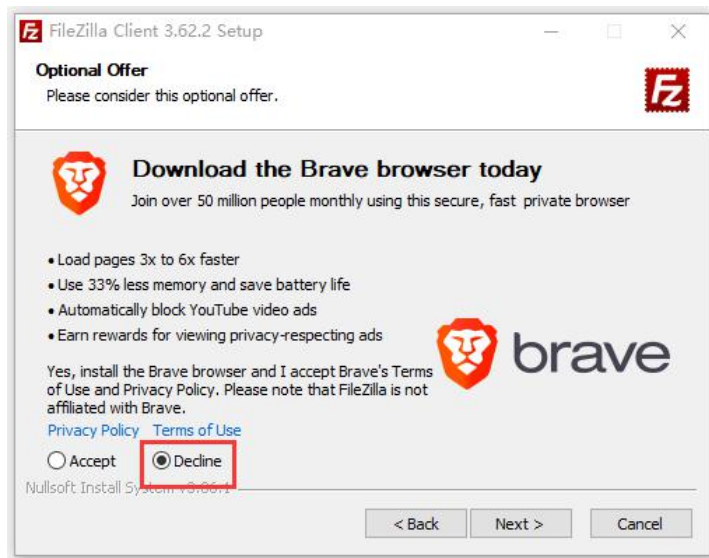 FileZilla Client 3.62.2 Setup
Optional Offer
Please consider this optional offer.
Fz
Download the Brave browser today
Join over 50 million people monthly using this secure, fast private browser
• Load pages 3x to 6x faster
• Use 33% less memory and save battery life
• Automatically block YouTube video ads
• Earn rewards for viewing privacy-respecting ads
brave
Yes, install the Brave browser and I accept Brave's Terms
of Use and Privacy Policy. Please note that FileZilla is not
affiliated with Brave.
Privacy Policy Terms of Use
Accept Decline
Nullsoft Install System
< Back Next > Cancel